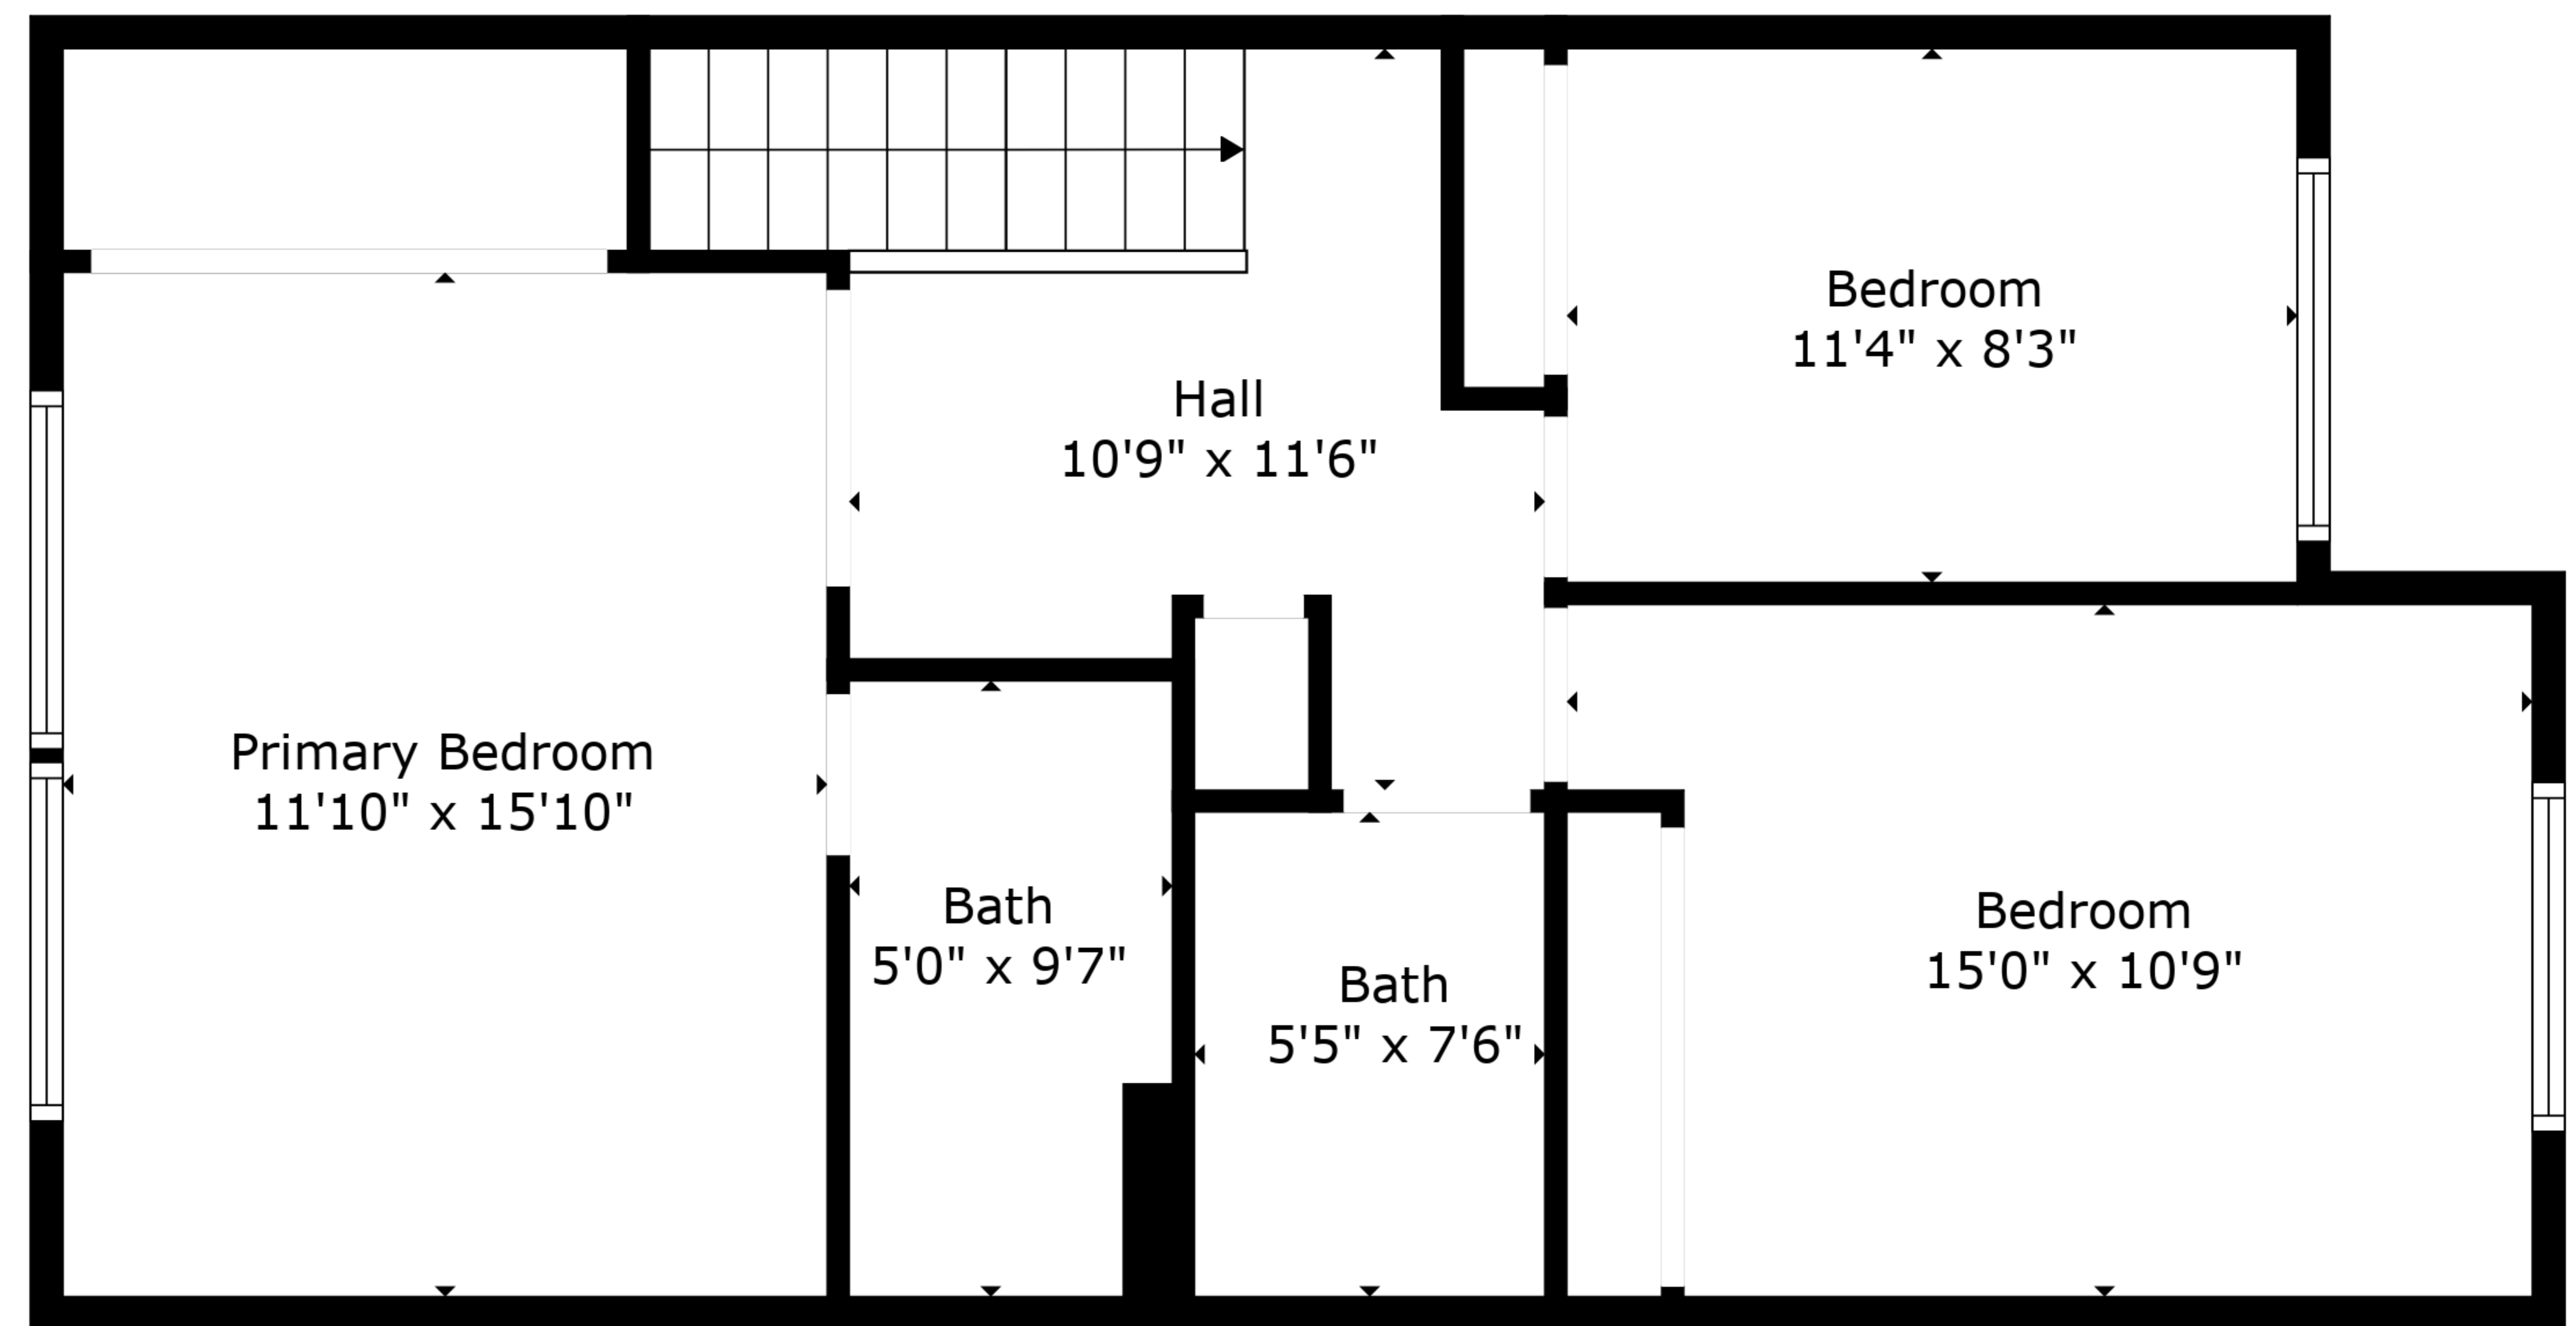 Bedroom
11'4" x 8'3"
Hall
10'9" x 11'6"
Primary Bedroom
11'10" x 15'10"
Bath
5'0" x 9'7"
Bath
5'5" x 7'6"
Bedroom
15'0" x 10'9"